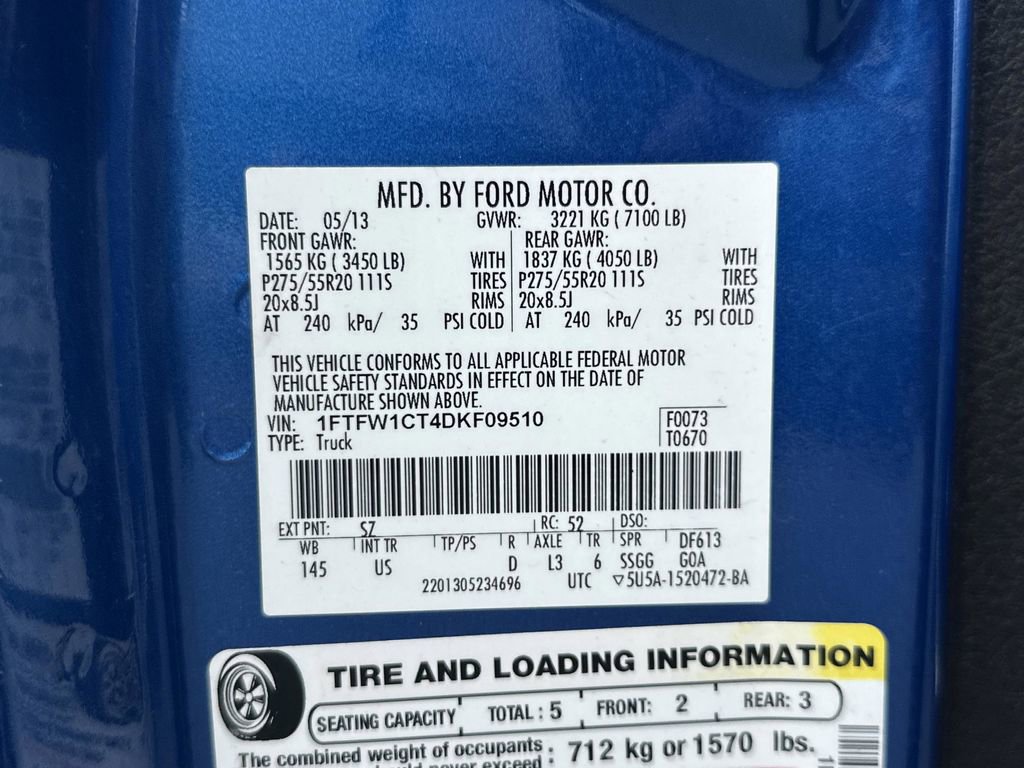 MFD. BY FORD MOTOR CO.
DATE: 05/13 GVWR: 3221 KG ( 7100 LB)
FRONT GAWR: REAR GAWR:
1565 KG ( 3450 LB) WITH 1837 KG ( 4050 LB) WITH
P275/55R20 111S TIRES P275/55R20 111S TIRES
20x8.5J RIMS 20x8.5J RIMS
AT 240 kPa/ 35 PSI COLD AT 240 kPa/ 35 PSI COLD
THIS VEHICLE CONFORMS TO ALL APPLICABLE FEDERAL MOTOR
VEHICLE SAFETY STANDARDS IN EFFECT ON THE DATE OF
MANUFACTURE SHOWN ABOVE.
VIN: 1FTFW1CT4DKF09510 F0073
TYPE: Truck T0670
EXT PNT: SZ RC: 52 DSO:
WB INT TR TP/PS R AXLE TR SPR DF613
145 US D L3 6 SSGG GOA
2201305234696 UTC ▽5U5A-1520472-BA
TIRE AND LOADING INFORMATION
SEATING CAPACITY TOTAL : 5 FRONT: 2 REAR: 3
The combined weight of occupants : 712 kg or 1570 lbs.
never exceed :